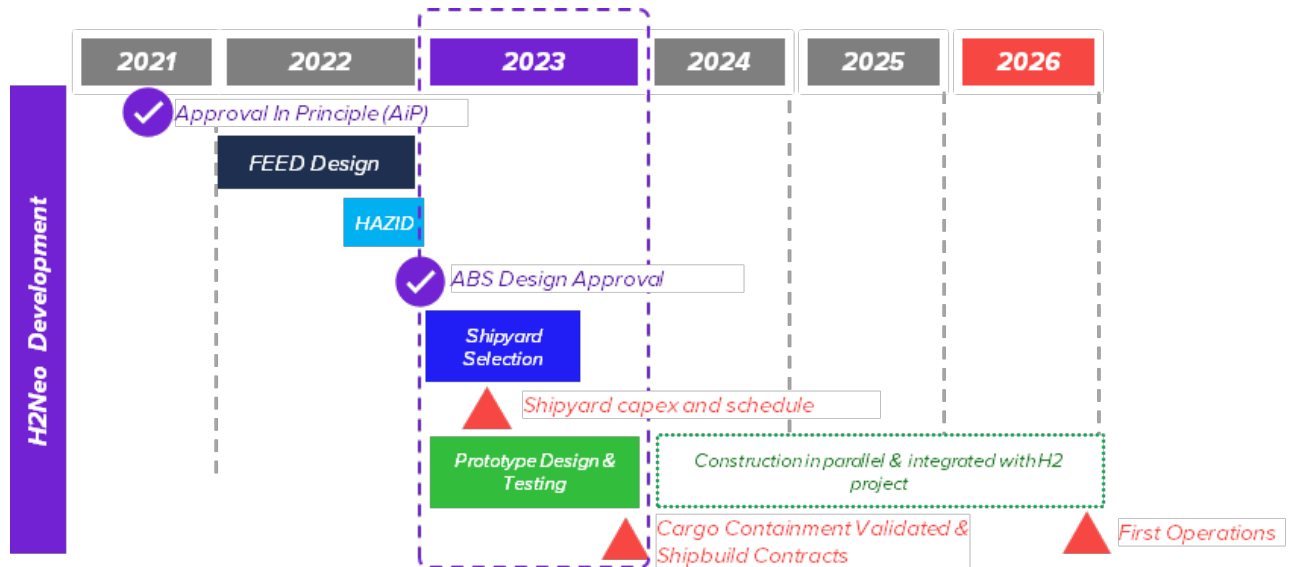 2021
2022
2023
2024
2025
2026
H2Neo Development
Approval In Principle (AiP)
FEED Design
HAZID
ABS Design Approval
Shipyard
Selection
Shipyard capex and schedule
Prototype Design &
Testing
Construction in parallel & integrated with H2
project
Cargo Containment Validated &
Shipbuild Contracts
First Operations